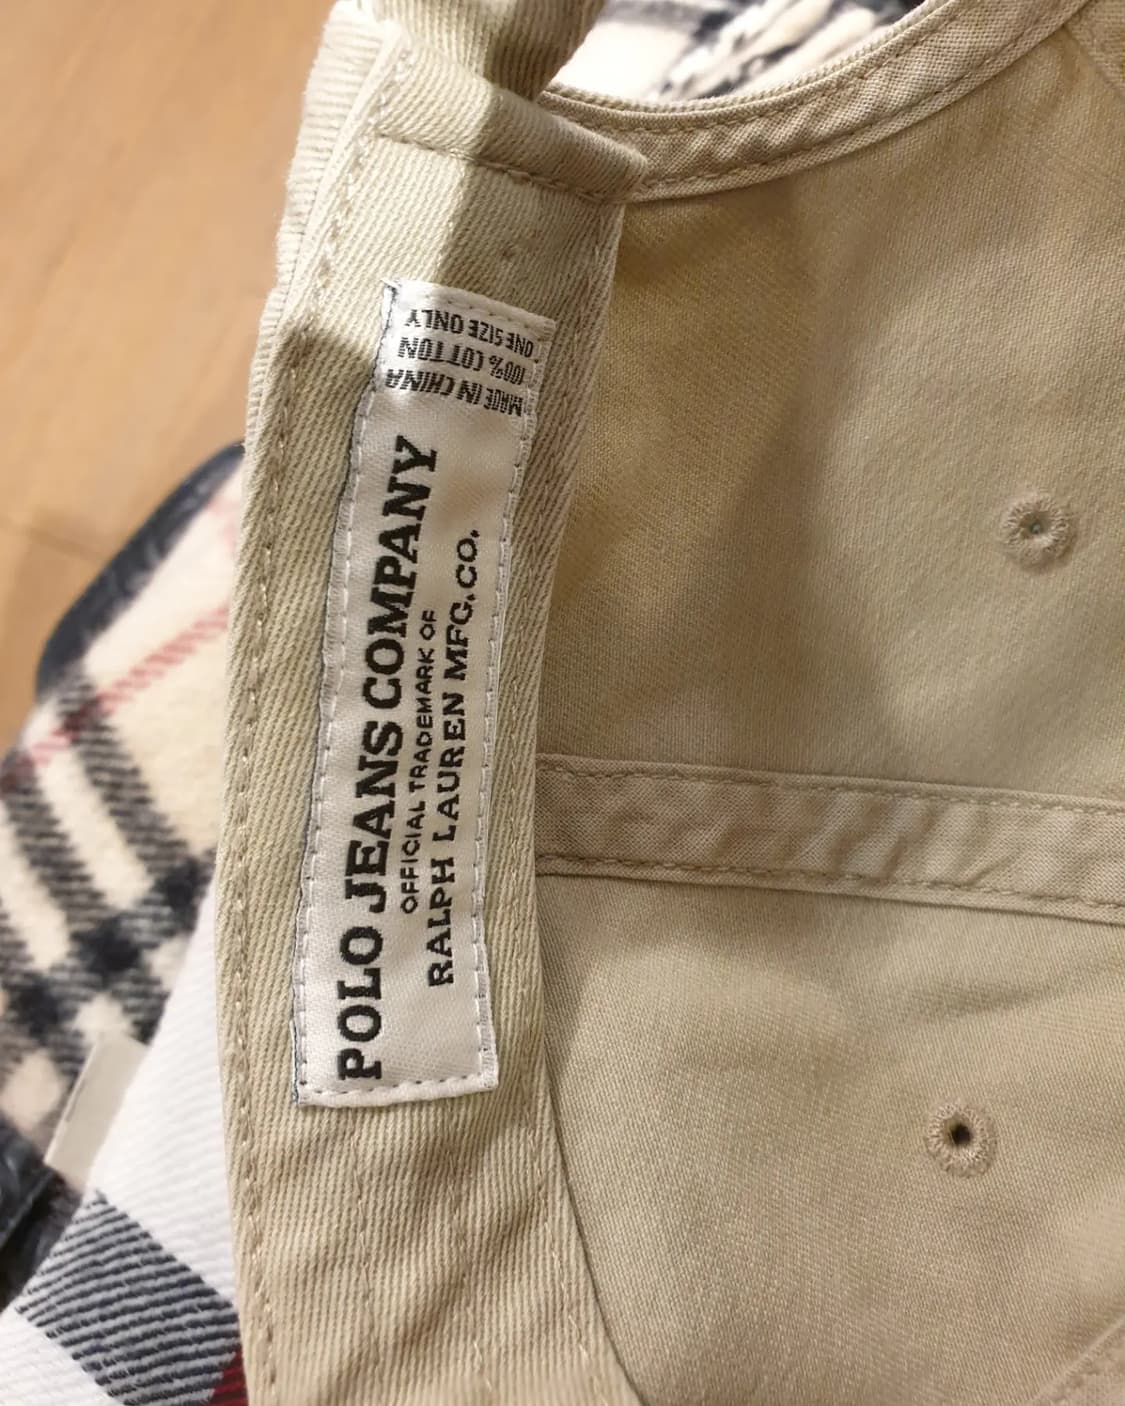 POLO JEANS COMPANY
OFFICIAL TRADEMARK OF
RALPH LAUREN MFG.CO.
MADE IN CHINA
100% COTTON
ONE SIZE ONLY